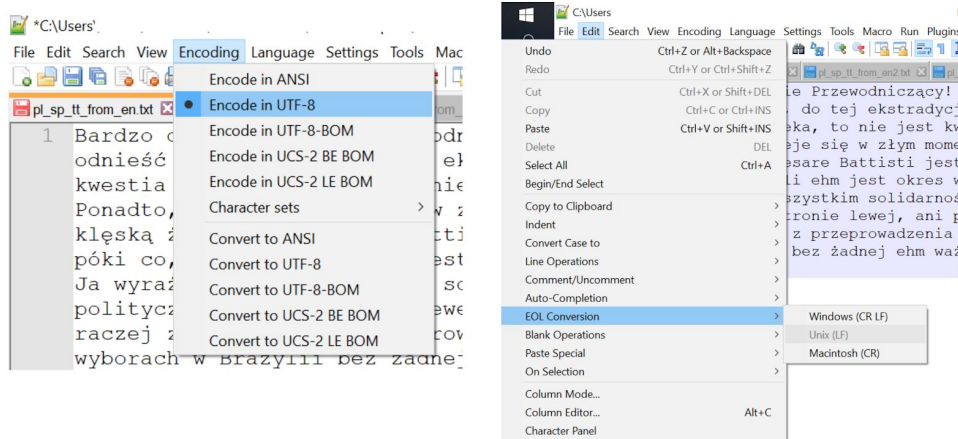 *C:\Users
File Edit Search View Encoding Language Settings Tools Mac
pl_sp_tt_from_en.txt
Encode in ANSI
Encode in UTF-8
Encode in UTF-8-BOM
Encode in UCS-2 BE BOM
Encode in UCS-2 LE BOM
Character sets
Convert to ANSI
Convert to UTF-8
Convert to UTF-8-BOM
Convert to UCS-2 BE BOM
Convert to UCS-2 LE BOM
1 Bardzo
odnieść
kwestia
Ponadto,
klęską
póki co,
Ja wyraż
polityc
raczej
wyborach w Brazylii bez żadnej
C:\Users
File Edit Search View Encoding Language Settings Tools Macro Run Plugins
Undo Ctrl+Z or Alt+Backspace
Redo Ctrl+Y or Ctrl+Shift+Z
Cut Ctrl+X or Shift+DEL
Copy Ctrl+C or Ctrl+INS
Paste Ctrl+V or Shift+INS
Delete DEL
Select All Ctrl+A
Begin/End Select
Copy to Clipboard
Indent
Convert Case to
Line Operations
Comment/Uncomment
Auto-Completion
EOL Conversion
Blank Operations
Paste Special
On Selection
Column Mode...
Column Editor... Alt+C
Character Panel
Windows (CR LF)
Unix (LF)
Macintosh (CR)
pl_sp_tt_from_en2.txt
ie Przewodniczący!
do tej ekstradycj
eka, to nie jest kw
eje się w złym mome
esare Battisti jest
li ehm jest okres w
szystkim solidarnoś
tronie lewej, ani p
z przeprowadzenia
bez żadnej ehm waż